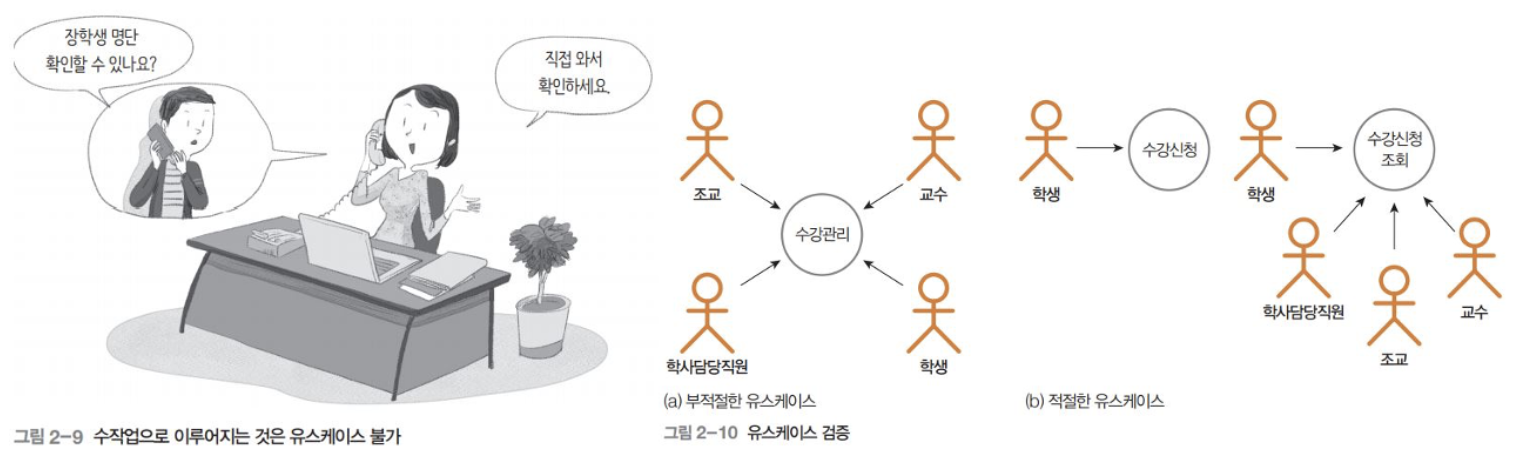 장학생 명단
확인할 수 있나요?
직접 와서
확인하세요.
그림 2-9 수작업으로 이루어지는 것은 유스케이스 불가
조교
교수
수강관리
학사담당직원
학생
(a) 부적절한 유스케이스
그림 2-10 유스케이스 검증
학생
수강신청
학생
수강신청
조회
학사담당직원
조교
교수
(b) 적절한 유스케이스